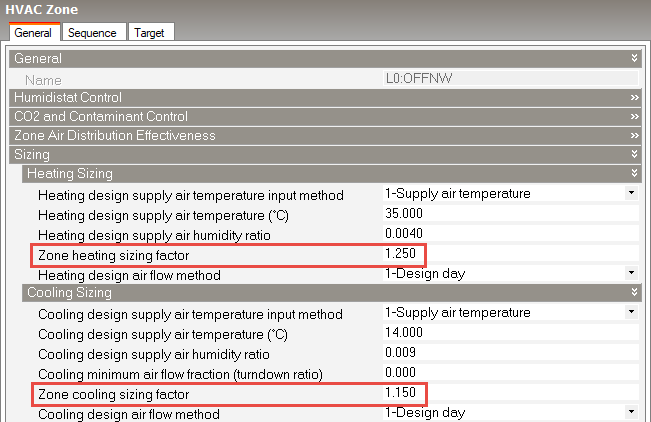 HVAC Zone
General Sequence Target
General
Name L0:OFFNW
Humidistat Control
CO2 and Contaminant Control
Zone Air Distribution Effectiveness
Sizing
Heating Sizing
Heating design supply air temperature input method 1-Supply air temperature
Heating design supply air temperature (°C) 35.000
Heating design supply air humidity ratio 0.0040
Zone heating sizing factor 1.250
Heating design air flow method 1-Design day
Cooling Sizing
Cooling design supply air temperature input method 1-Supply air temperature
Cooling design supply air temperature (°C) 14.000
Cooling design supply air humidity ratio 0.009
Cooling minimum air flow fraction (turndown ratio) 0.000
Zone cooling sizing factor 1.150
Cooling design air flow method 1-Design day